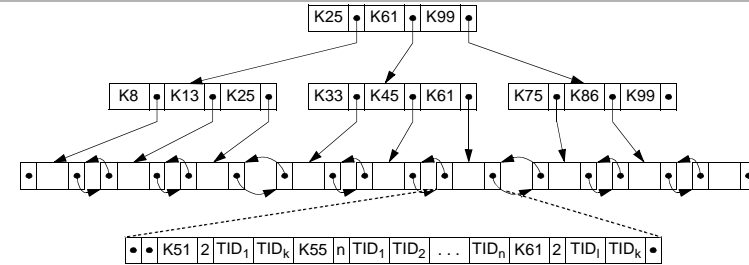 K25 K61 K99
K8 K13 K25 K33 K45 K61 K75 K86 K99
K51 2 TID1 TIDk K55 n TID1 TID2 . . . TIDn K61 2 TIDl TIDk